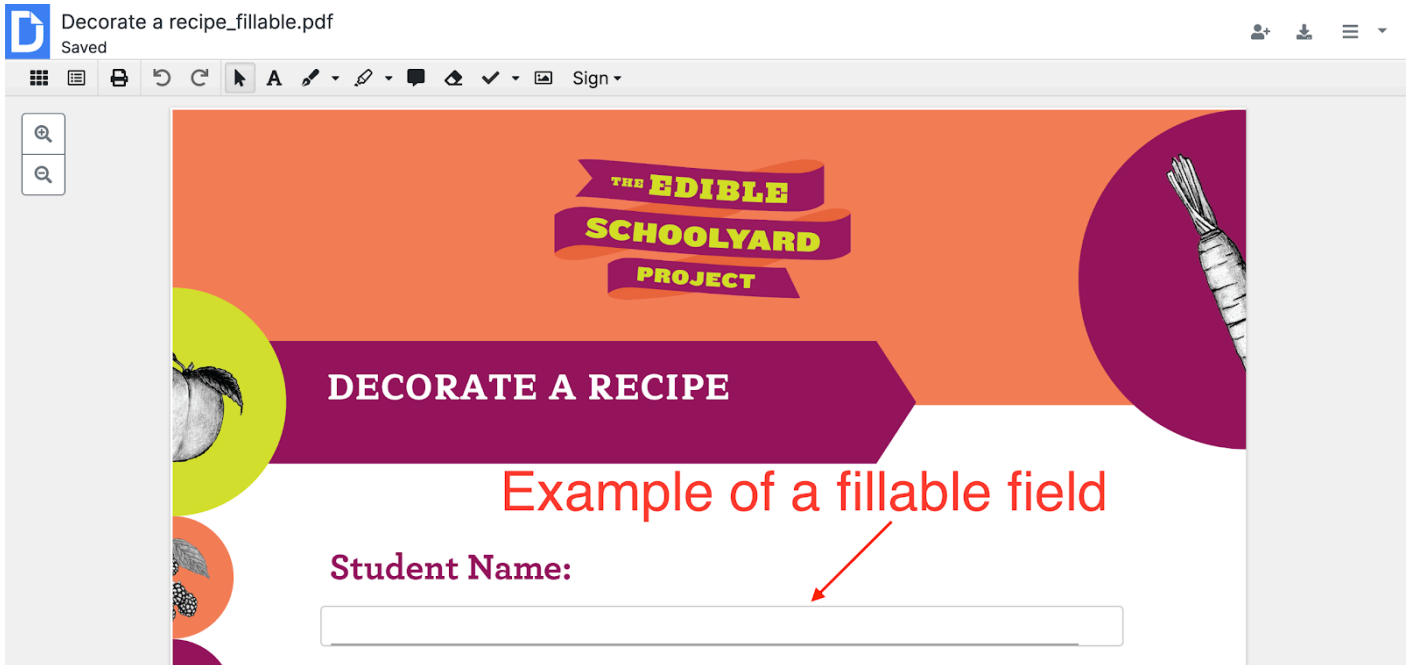 Decorate a recipe_fillable.pdf
Saved
A
Sign
THE EDIBLE
SCHOOLYARD
PROJECT
DECORATE A RECIPE
Example of a fillable field
Student Name: